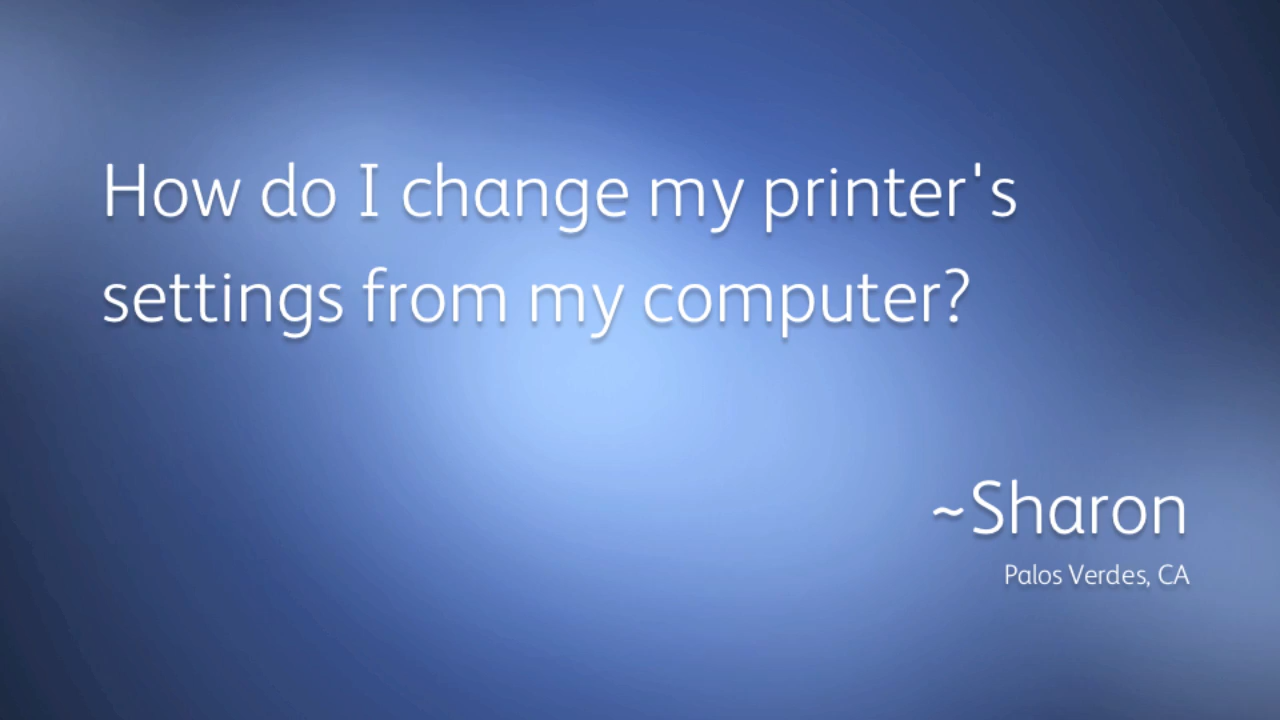 How do I change my printer's
settings from my computer?
~Sharon
Palos Verdes, CA